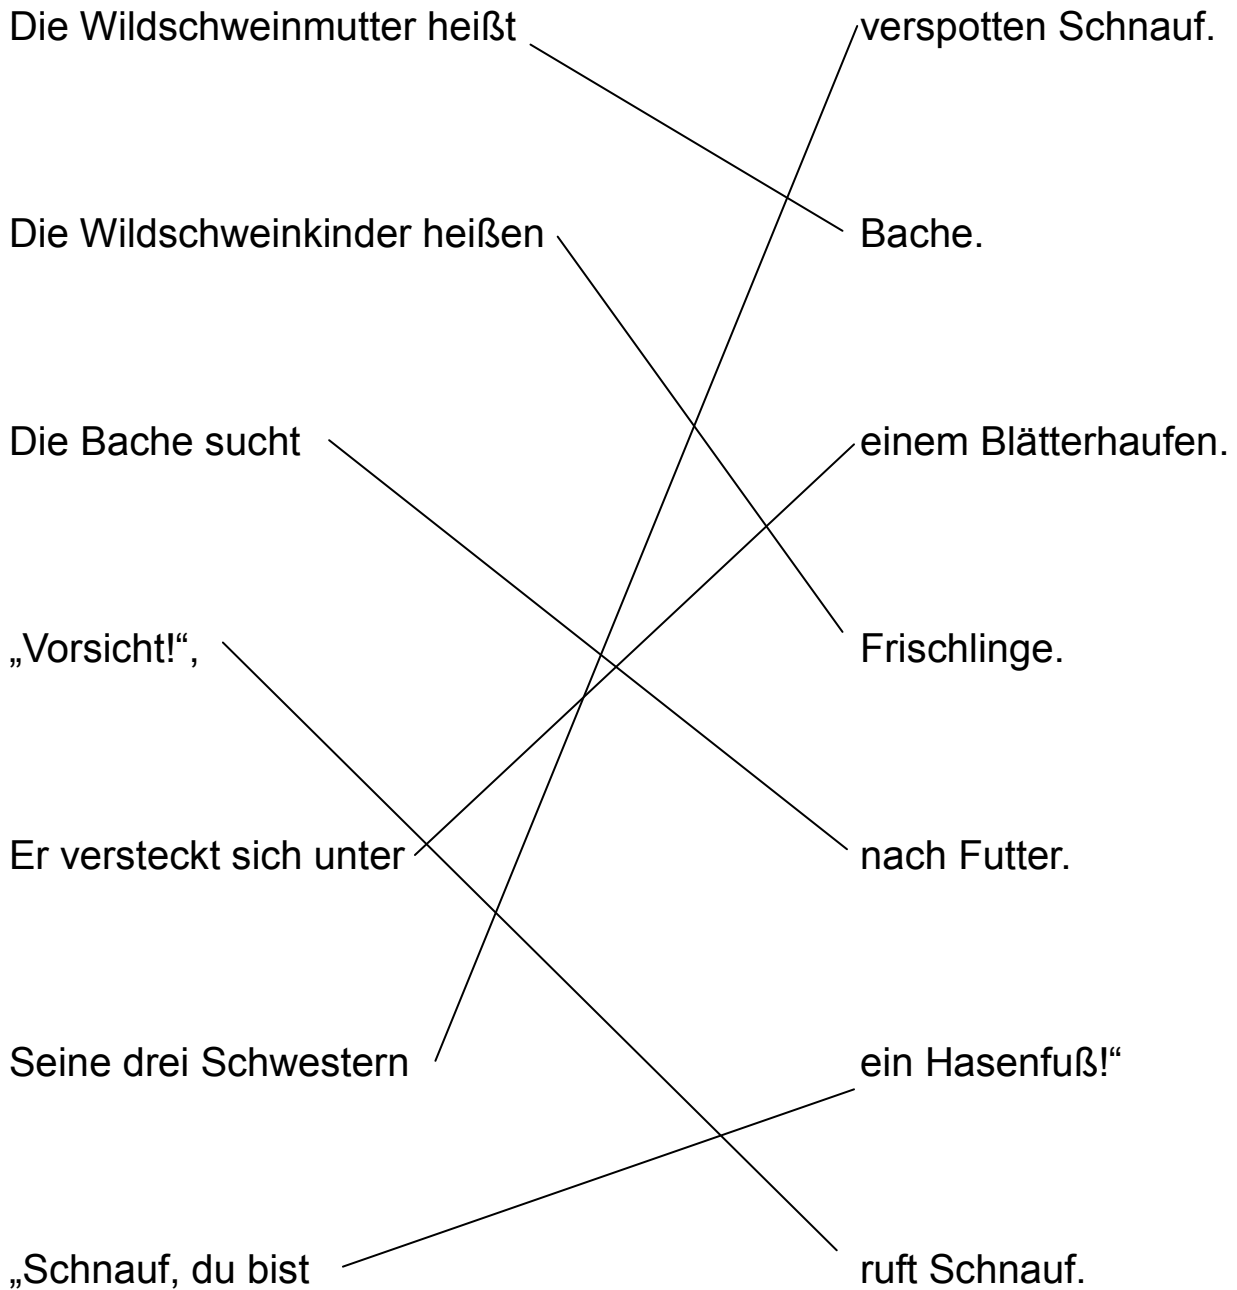 Die Wildschweinmutter heißt verspotten Schnauf.
Die Wildschweinkinder heißen Bache.
Die Bache sucht einem Blätterhaufen.
„Vorsicht!“, Frischlinge.
Er versteckt sich unter nach Futter.
Seine drei Schwestern ein Hasenfuß!“
„Schnauf, du bist ruft Schnauf.